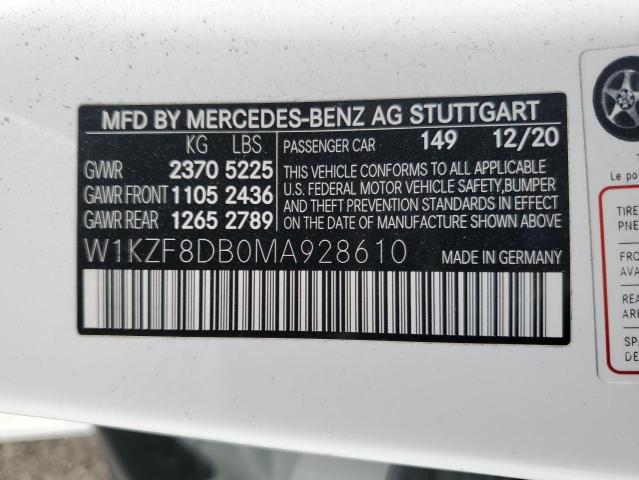 MFD BY MERCEDES-BENZ AG STUTTGART
KG LBS PASSENGER CAR 149 12/20
GVWR 2370 5225
GAWR FRONT 1105 2436
GAWR REAR 1265 2789
THIS VEHICLE CONFORMS TO ALL APPLICABLE
U.S. FEDERAL MOTOR VEHICLE SAFETY, BUMPER
AND THEFT PREVENTION STANDARDS IN EFFECT
ON THE DATE OF MANUFACTURE SHOWN ABOVE.
W1KZF8DB0MA928610 MADE IN GERMANY
Le po
TIR
PNE
FRO
AVA
REA
ARR
SPA
DE